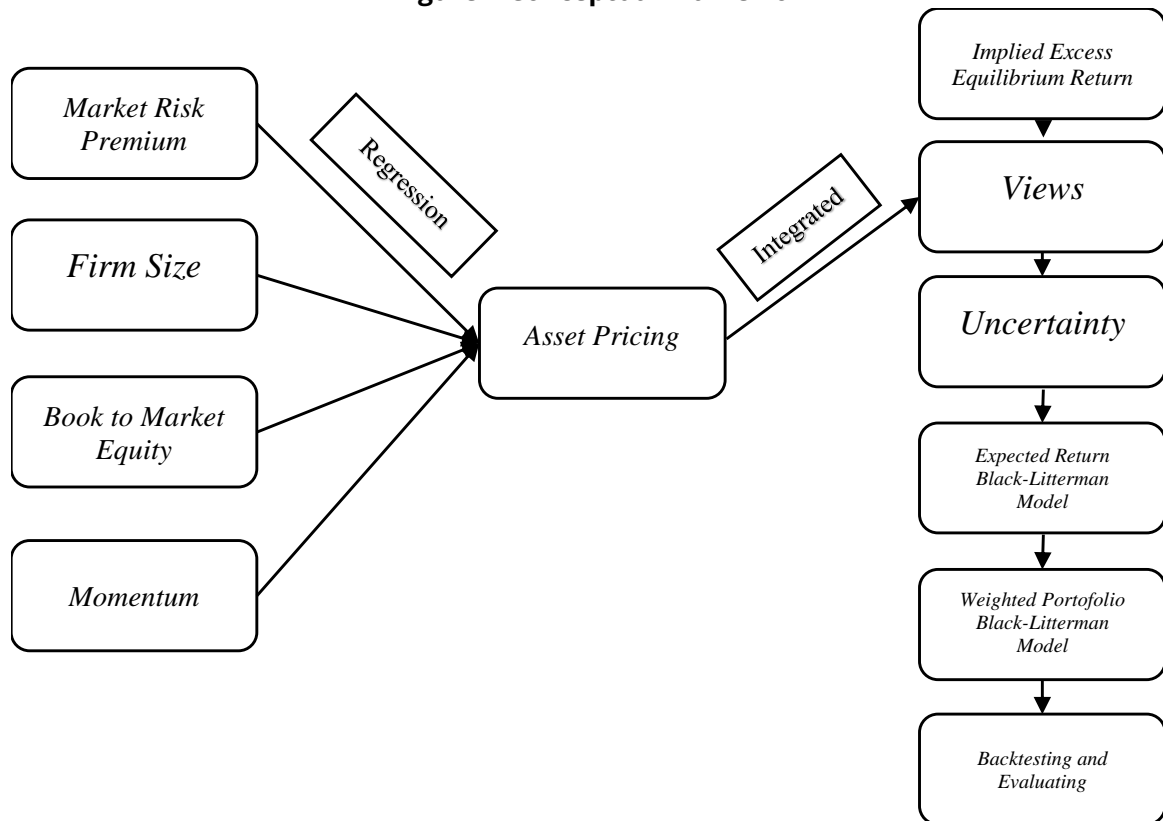 Market Risk
Premium
Firm Size
Book to Market
Equity
Momentum
Regression
Asset Pricing
Integrated
Implied Excess
Equilibrium Return
Views
Uncertainty
Expected Return
Black-Litterman
Model
Weighted Portofolio
Black-Litterman
Model
Backtesting and
Evaluating